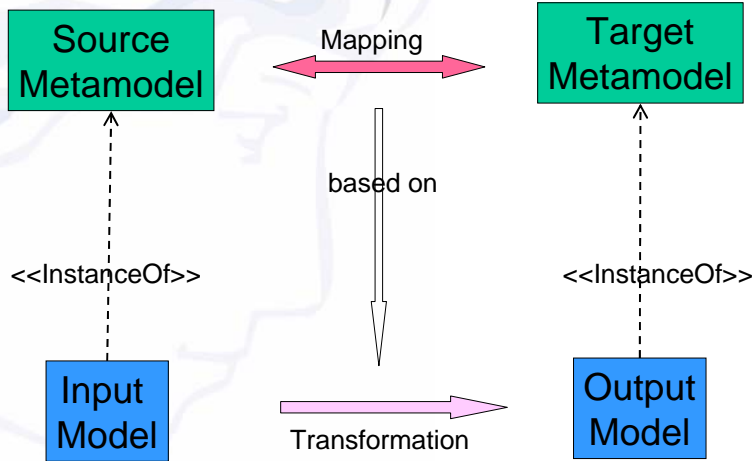 Source
Metamodel
Mapping
Target
Metamodel
based on
<<InstanceOf>>
<<InstanceOf>>
Input
Model
Transformation
Output
Model